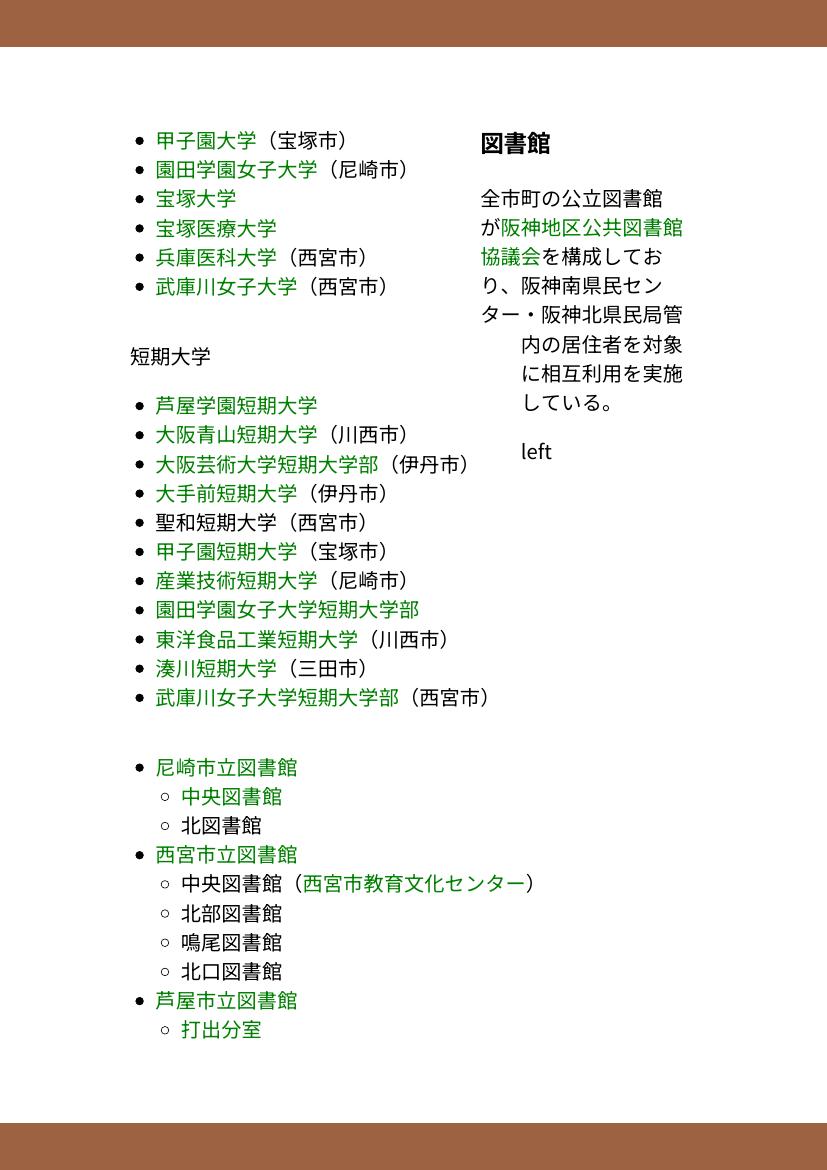 甲子園大学（宝塚市）
園田学園女子大学（尼崎市）
宝塚大学
宝塚医療大学
兵庫医科大学（西宮市）
武庫川女子大学（西宮市）
短期大学
芦屋学園短期大学
大阪青山短期大学（川西市）
大阪芸術大学短期大学部（伊丹市）
大手前短期大学（伊丹市）
聖和短期大学（西宮市）
甲子園短期大学（宝塚市）
産業技術短期大学（尼崎市）
園田学園女子大学短期大学部
東洋食品工業短期大学（川西市）
湊川短期大学（三田市）
武庫川女子大学短期大学部（西宮市）
図書館
全市町の公立図書館
が阪神地区公共図書館
協議会を構成してお
り、阪神南県民セン
ター・阪神北県民局管
内の居住者を対象
に相互利用を実施
している。
left
尼崎市立図書館
中央図書館
北図書館
西宮市立図書館
中央図書館（西宮市教育文化センター）
北部図書館
鳴尾図書館
北口図書館
芦屋市立図書館
打出分室